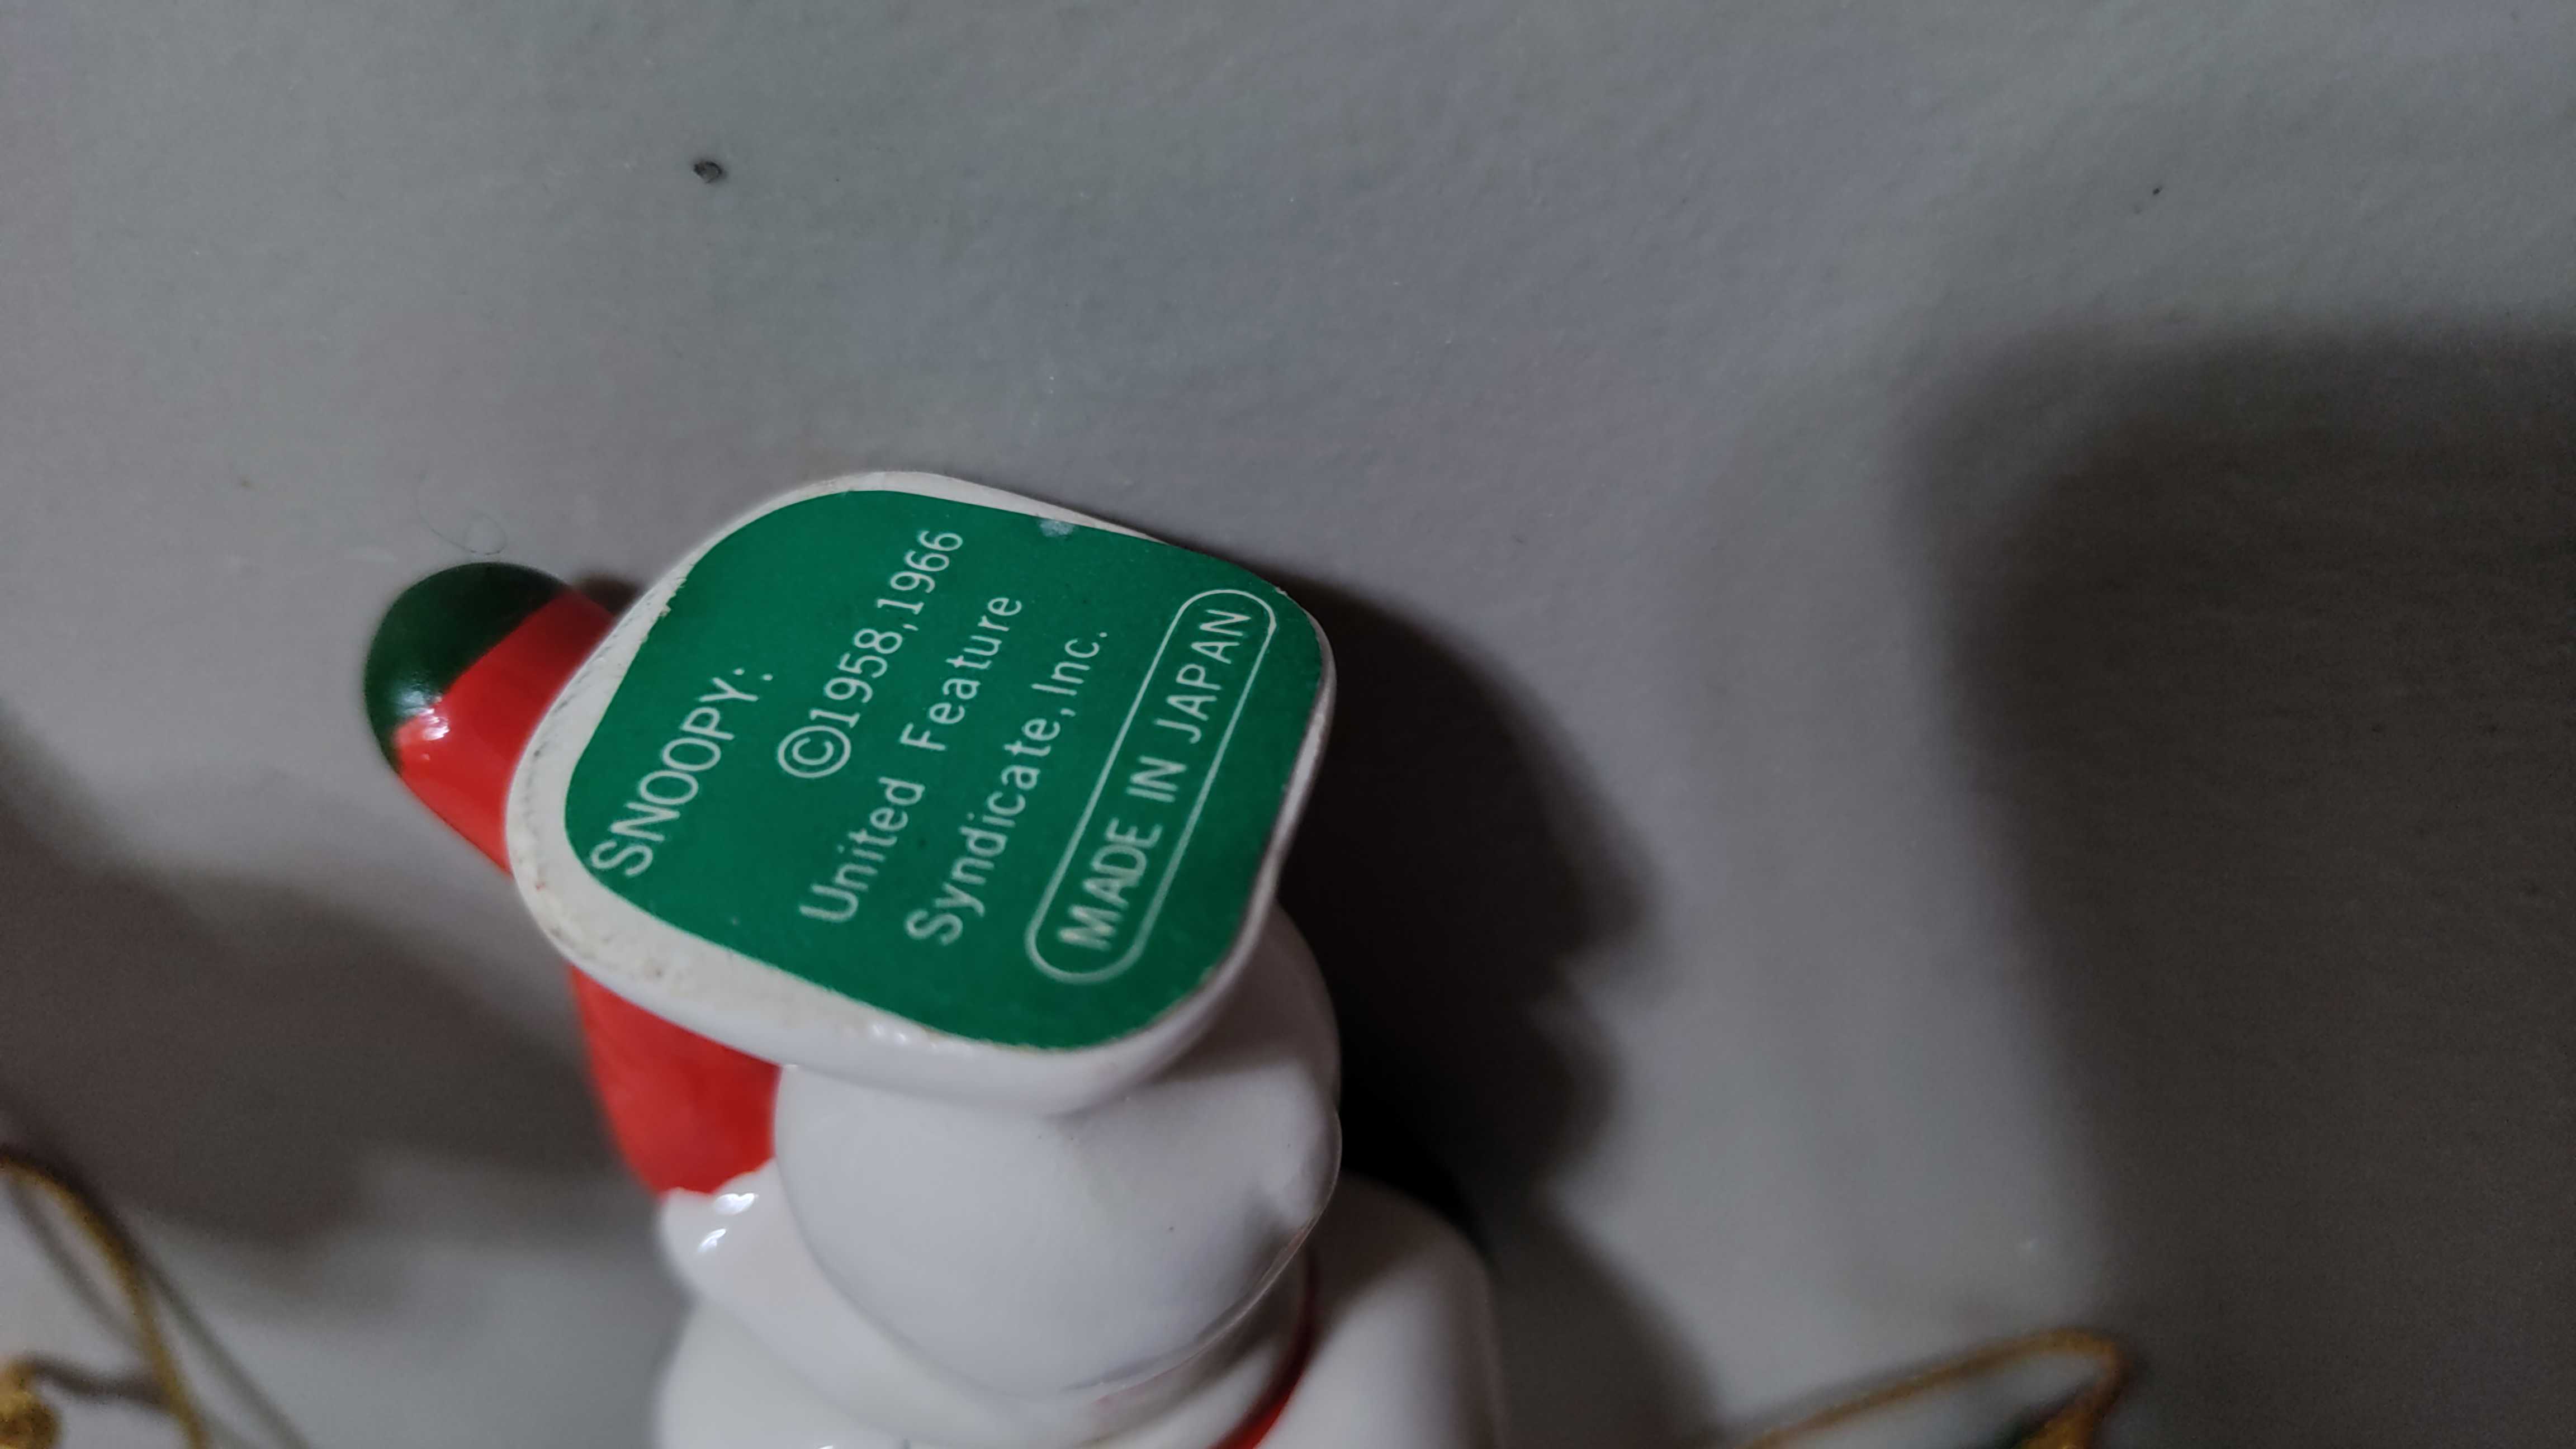 SNOOPY:
©1958,1966
United Feature
Syndicate,Inc.
MADE IN JAPAN